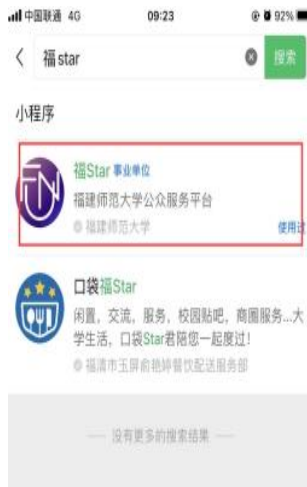 中国联通 4G 09:23 92%
福star 搜索
小程序
福Star 事业单位
福建师范大学公众服务平台
福建师范大学 使用过
口袋福Star
闲置，交流，服务，校园贴吧，商圈服务...大
学生活，口袋Star君陪您一起度过！
福清市玉屏俞艳婷餐饮配送服务部
没有更多的搜索结果